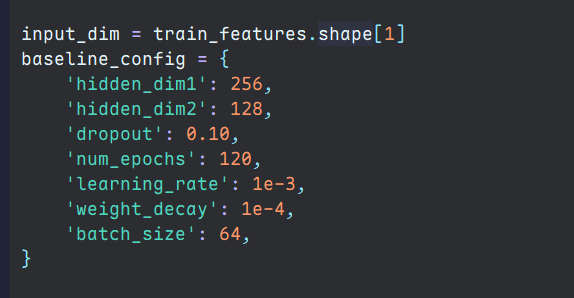 input_dim = train_features.shape[1]
baseline_config = {
    'hidden_dim1': 256,
    'hidden_dim2': 128,
    'dropout': 0.10,
    'num_epochs': 120,
    'learning_rate': 1e-3,
    'weight_decay': 1e-4,
    'batch_size': 64,
}